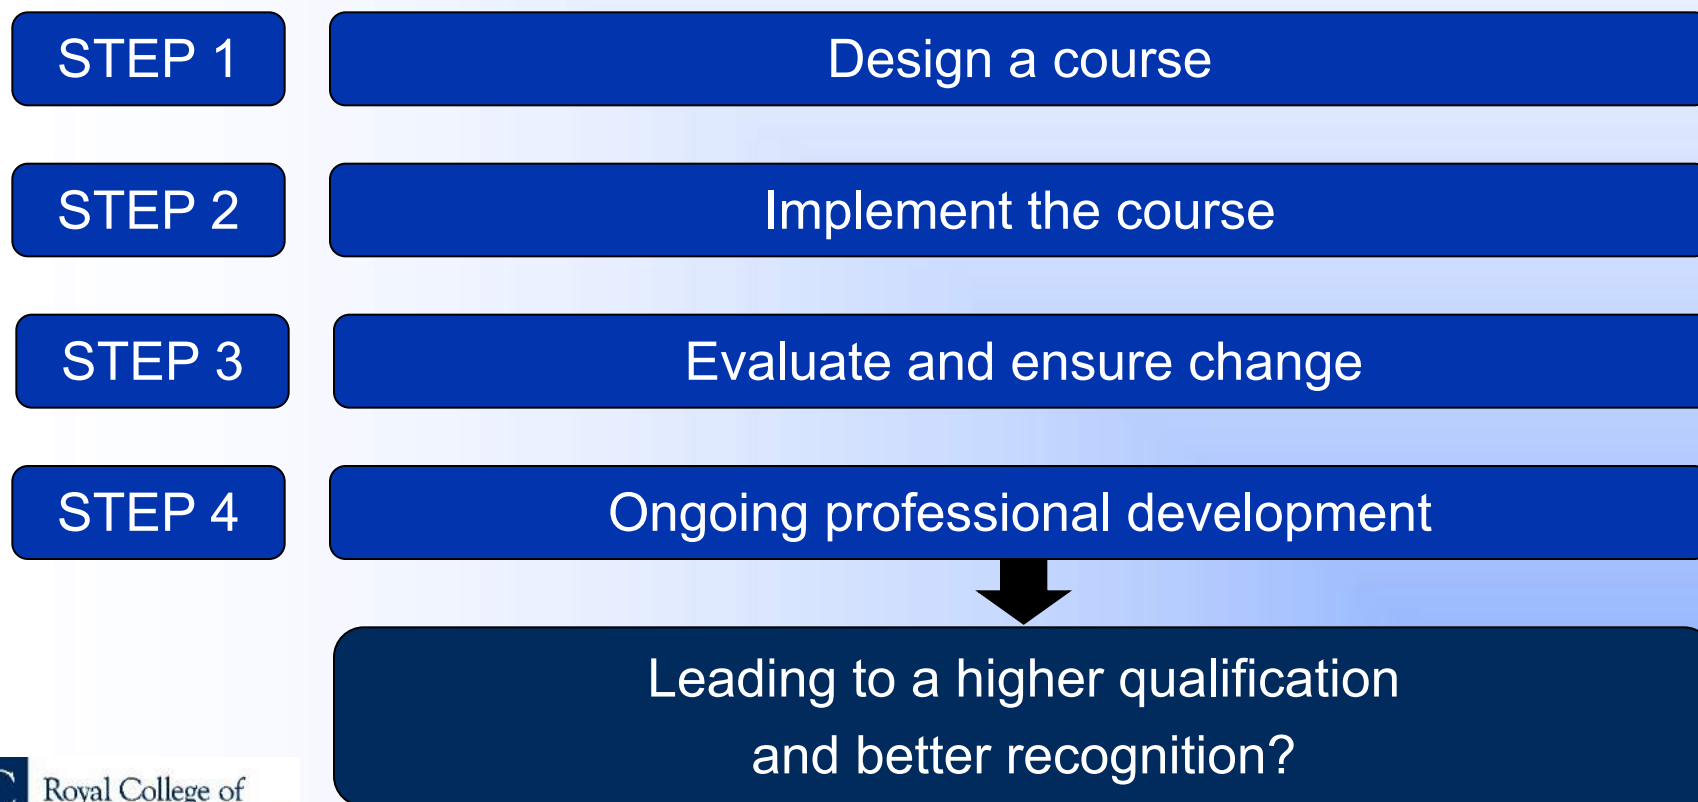 STEP 1
Design a course
STEP 2
Implement the course
STEP 3
Evaluate and ensure change
STEP 4
Ongoing professional development
Leading to a higher qualification
and better recognition?
Royal College of